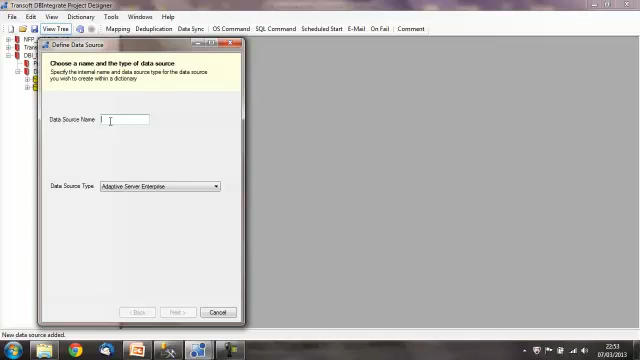 Transoft DBIntegrate Project Designer
File Edit View Dictionary Tools Windows Help
View Tree Mapping Deduplication Data Sync OS Command SQL Command Scheduled Start E-Mail On Fail Comment
NFP_
Trans
DBI_
Define Data Source
Choose a name and the type of data source
Specify the internal name and data source type for the data source
you wish to create within a dictionary
Data Source Name
Data Source Type Adaptive Server Enterprise
< Back Next > Cancel
New data source added.
22:53
07/03/2013